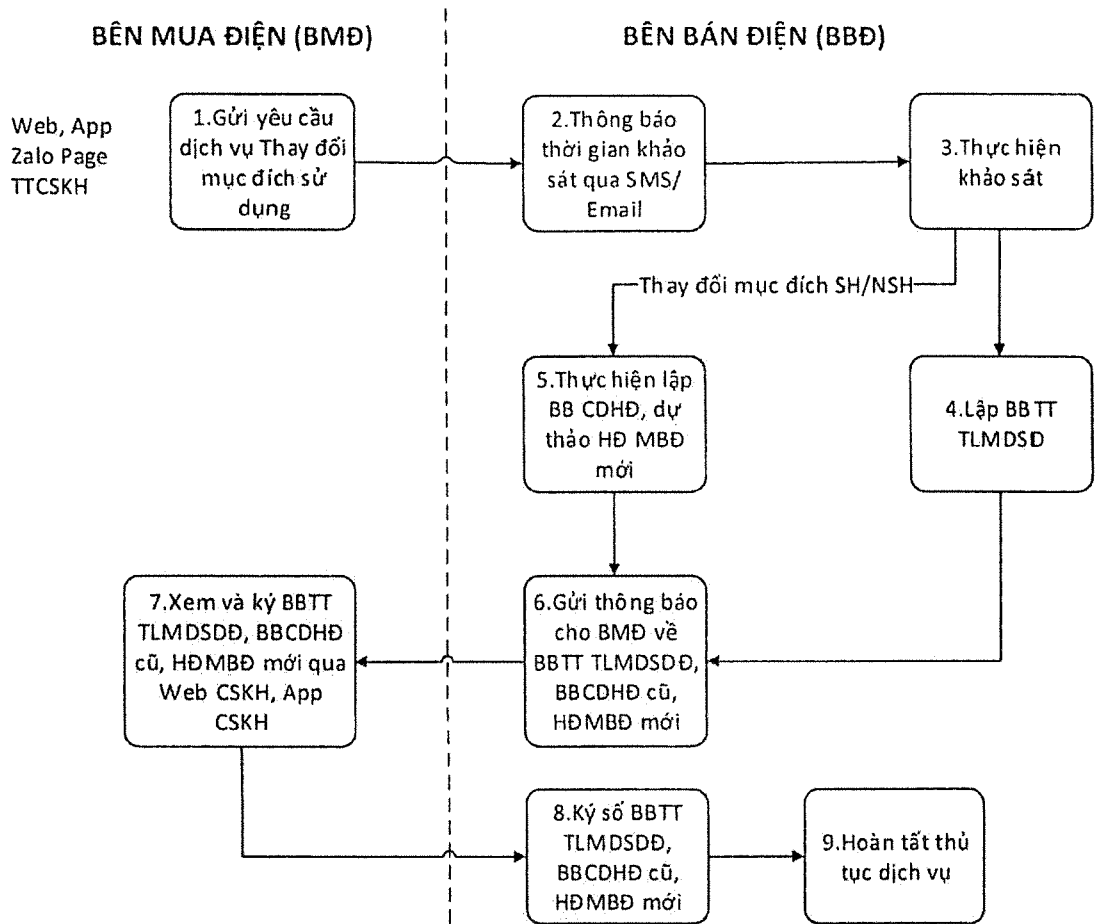 BÊN MUA ĐIỆN (BMĐ)
BÊN BÁN ĐIỆN (BBĐ)
Web, App
Zalo Page
TTCSKH
1.Gửi yêu cầu
dịch vụ Thay đổi
mục đích sử
dụng
2.Thông báo
thời gian khảo
sát qua SMS/
Email
3.Thực hiện
khảo sát
Thay đổi mục đích SH/NSH
5.Thực hiện lập
BB CDHĐ, dự
thảo HĐ MBĐ
mới
4.Lập BBTT
TLMDSD
7.Xem và ký BBTT
TLMDSDĐ, BBCDHĐ
cũ, HĐMBĐ mới qua
Web CSKH, App
CSKH
6.Gửi thông báo
cho BMĐ về
BBTT TLMDSDĐ,
BBCDHĐ cũ,
HĐMBĐ mới
8.Ký số BBTT
TLMDSDĐ,
BBCDHĐ cũ,
HĐMBĐ mới
9.Hoàn tất thủ
tục dịch vụ